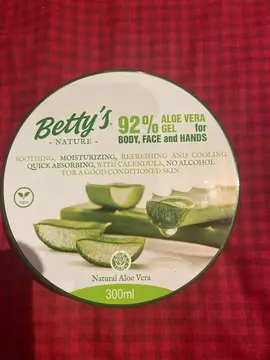 Betty's
- NATURE -
92% ALOE VERA GEL for
BODY, FACE and HANDS
SOOTHING, MOISTURIZING, REFRESHING AND COOLING
QUICK ABSORBING, WITH CALENDULA, NO ALCOHOL
FOR A GOOD CONDITIONED SKIN
Natural Aloe Vera
300ml